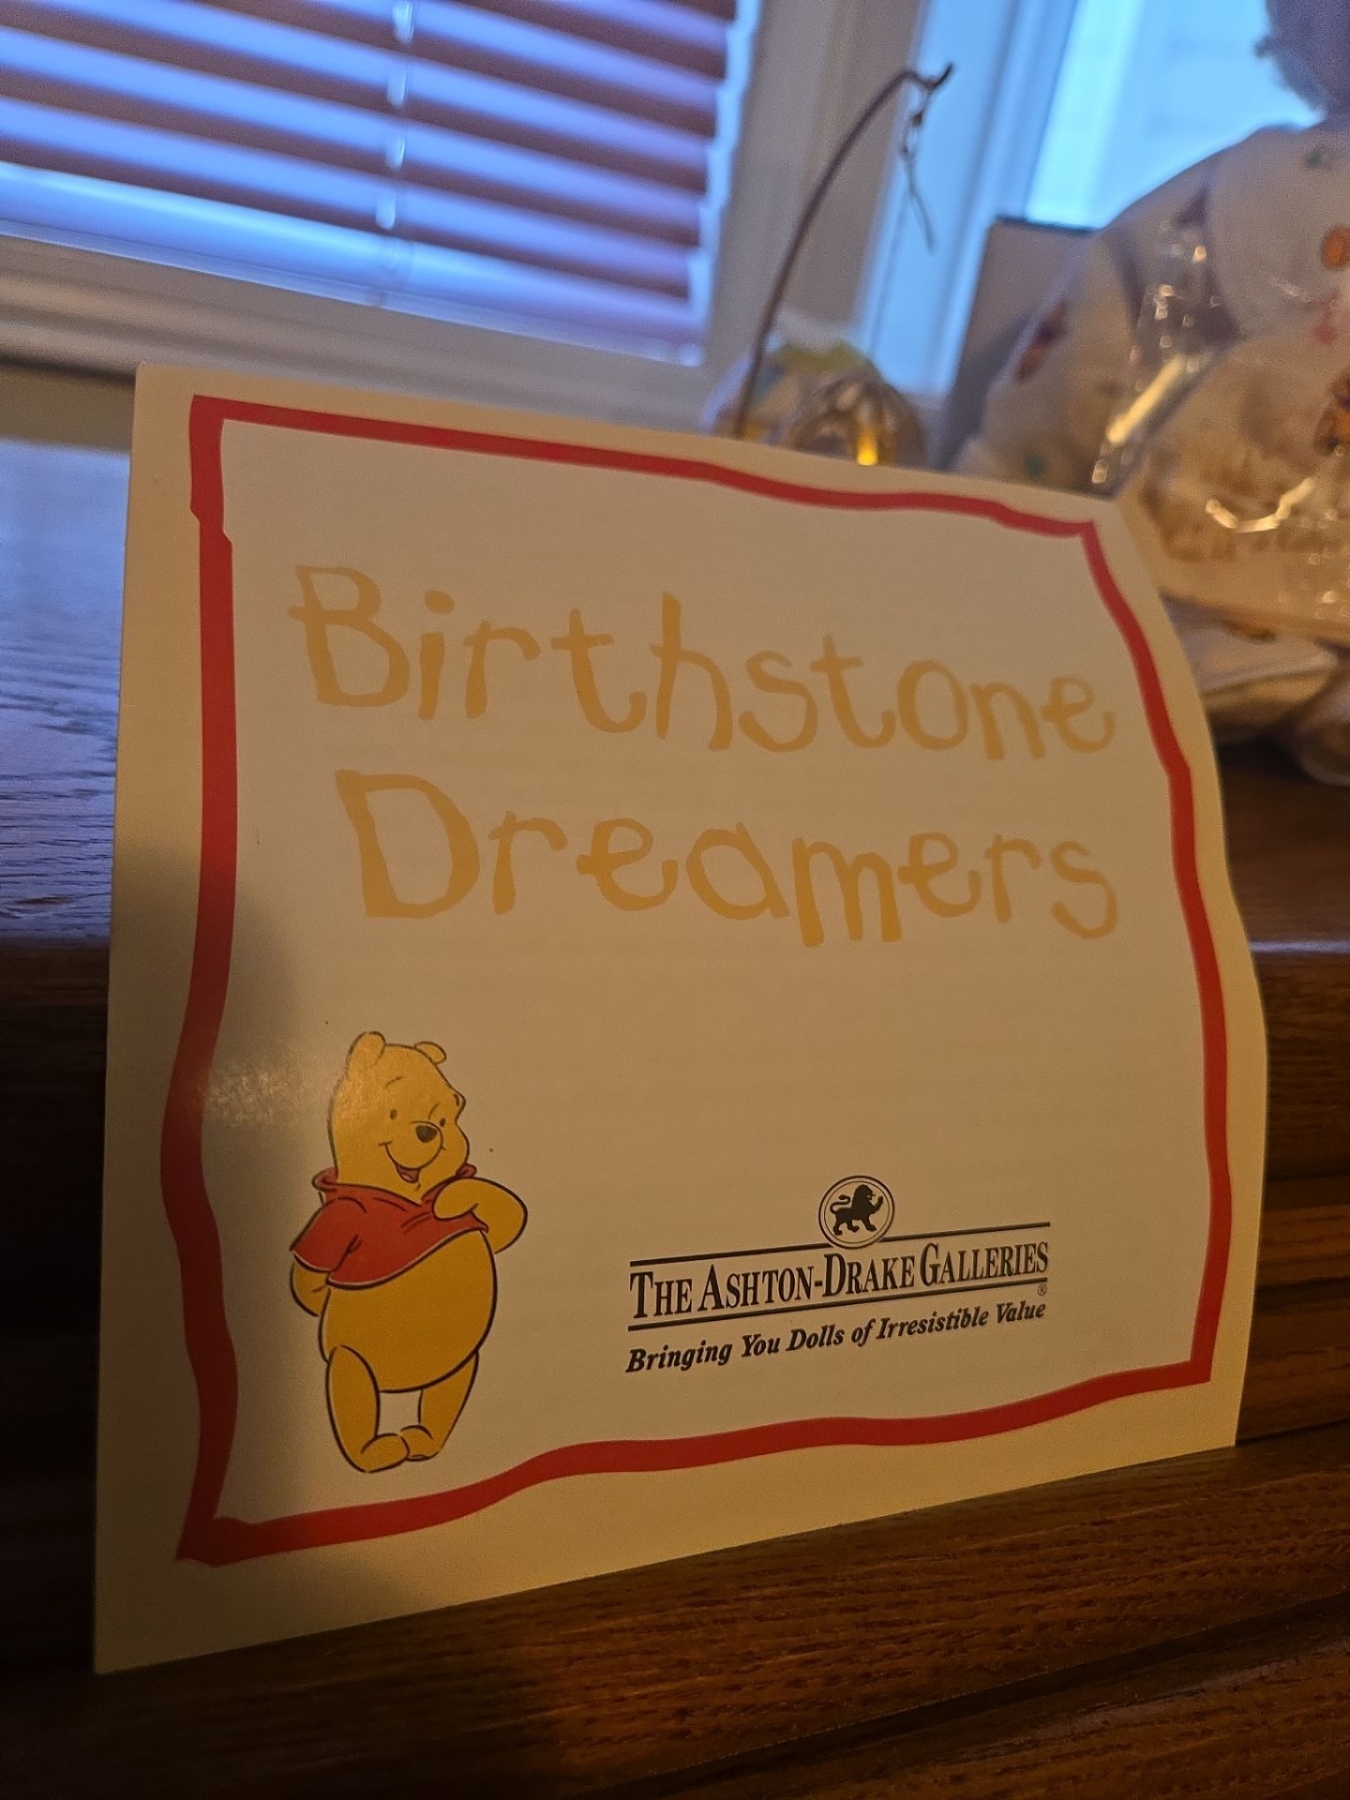 Birthstone
Dreamers
THE ASHTON-DRAKE GALLERIES
®
Bringing You Dolls of Irresistible Value